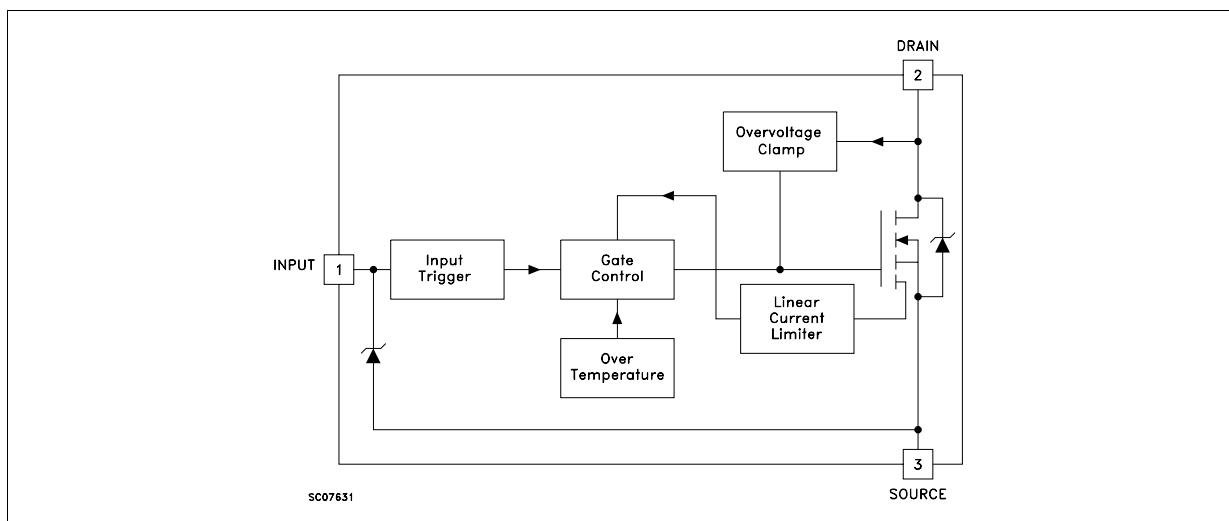 DRAIN
2
Overvoltage
Clamp
INPUT
1
Input
Trigger
Gate
Control
Linear
Current
Limiter
Over
Temperature
3
SOURCE
SC07631